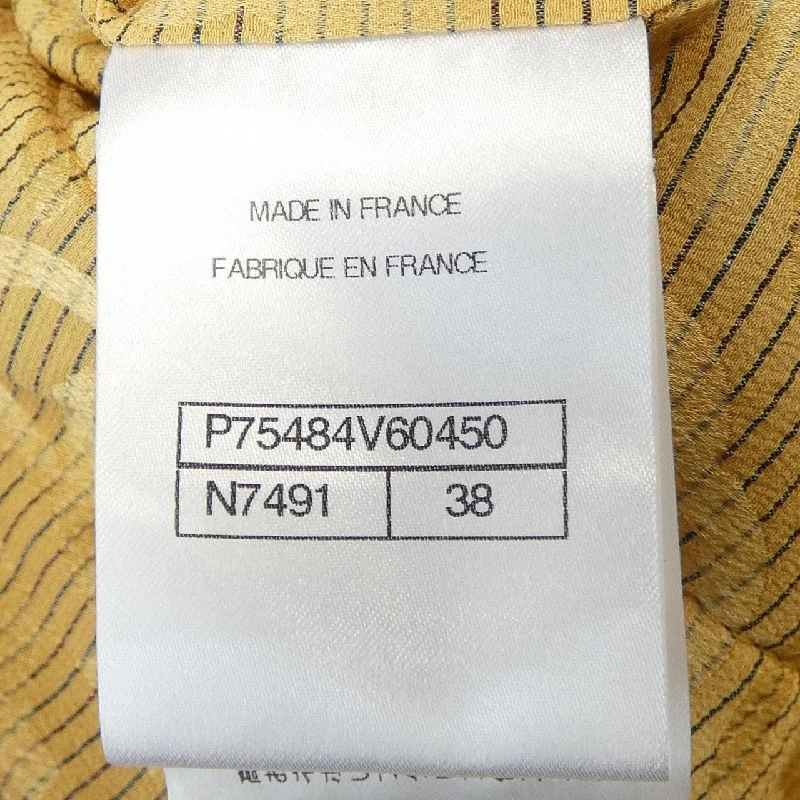 MADE IN FRANCE
FABRIQUE EN FRANCE
P75484V60450
N7491 38